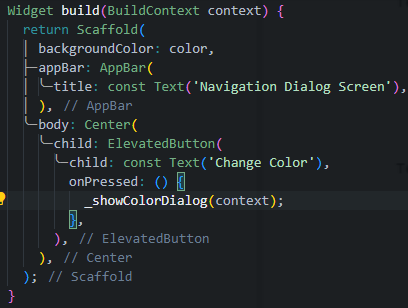 Widget build(BuildContext context) {
return Scaffold(
backgroundColor: color,
appBar: AppBar(
title: const Text('Navigation Dialog Screen'),
), // AppBar
body: Center(
child: ElevatedButton(
child: const Text('Change Color'),
onPressed: () {
_showColorDialog(context);
},
), // ElevatedButton
), // Center
); // Scaffold
}